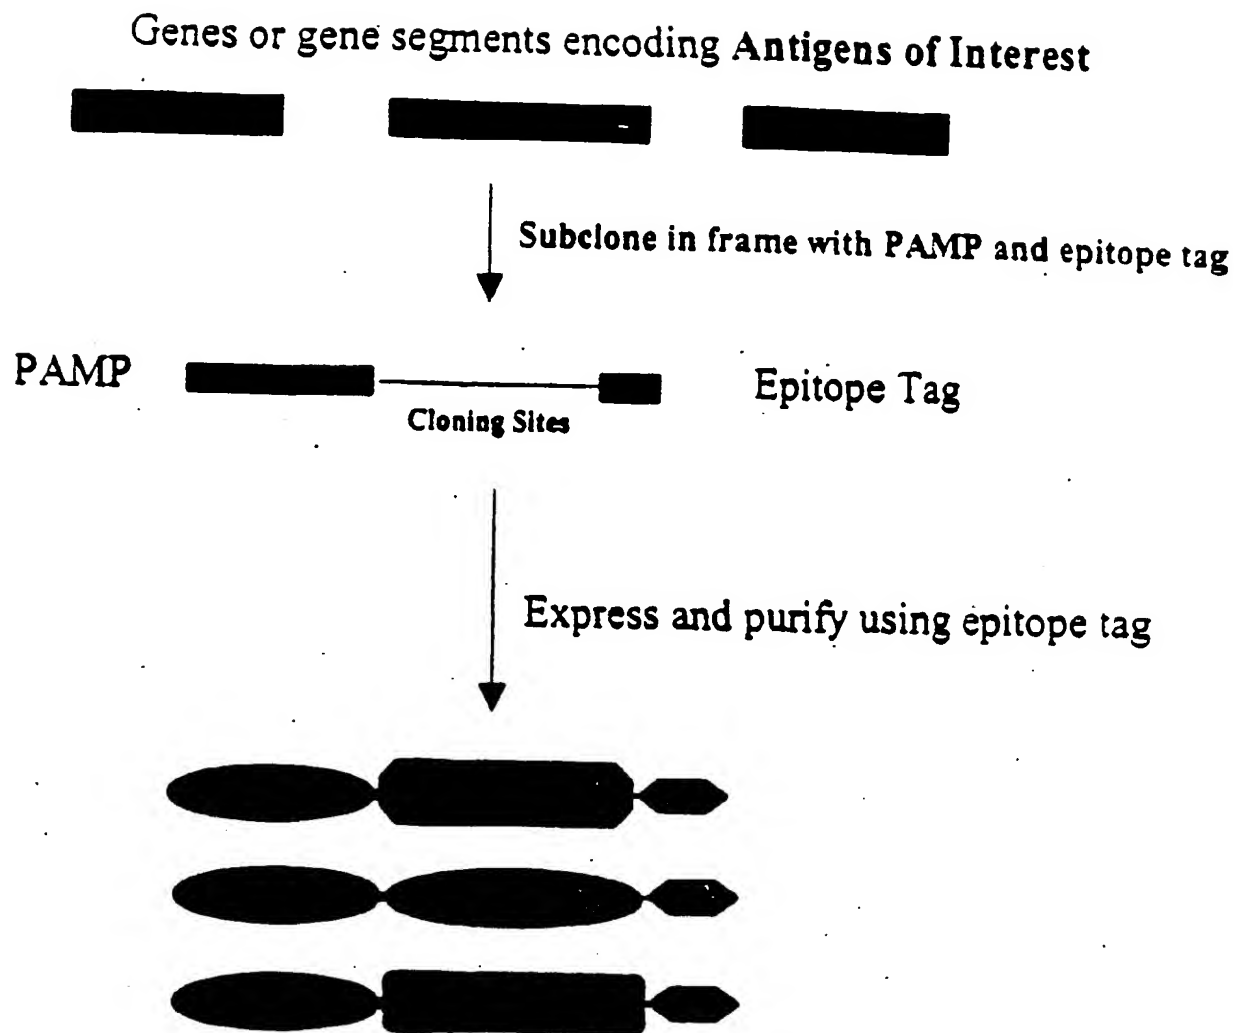 Genes or gene segments encoding Antigens of Interest
Subclone in frame with PAMP and epitope tag
PAMP
Epitope Tag
Cloning Sites
Express and purify using epitope tag